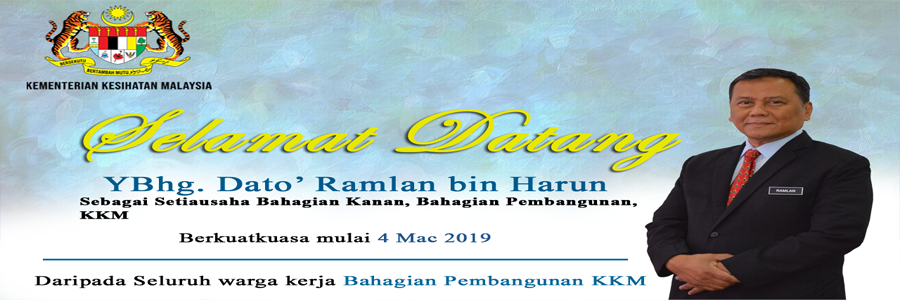 BERSEKUTU BERTAMBAH MUTU
KEMENTERIAN KESIHATAN MALAYSIA
Selamat Datang
YBhg. Dato’ Ramlan bin Harun
Sebagai Setiausaha Bahagian Kanan, Bahagian Pembangunan,
KKM
RAMLAN
Berkuatkuasa mulai 4 Mac 2019
Daripada Seluruh warga kerja Bahagian Pembangunan KKM